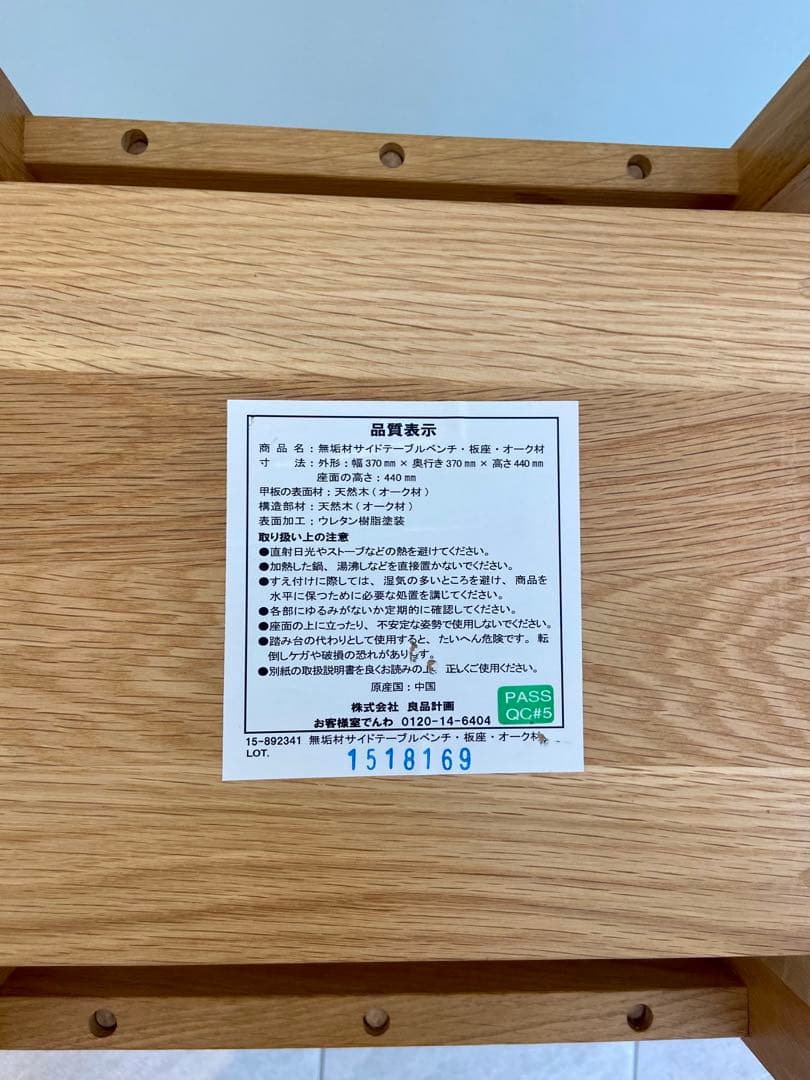 品質表示
商品名：無垢材サイドテーブルベンチ・板座・オーク材
寸法：外形：幅370㎜×奥行き370㎜×高さ440㎜
座面の高さ：440㎜
甲板の表面材：天然木（オーク材）
構造部材：天然木（オーク材）
表面加工：ウレタン樹脂塗装
取り扱い上の注意
●直射日光やストーブなどの熱を避けてください。
●加熱した鍋、湯沸しなどを直接置かないでください。
●すえ付けに際しては、湿気の多いところを避け、商品を
水平に保つために必要な処置を講じてください。
●各部にゆるみがないか定期的に確認してください。
●座面の上に立ったり、不安定な姿勢で使用しないでください。
●踏み台の代わりとして使用すると、たいへん危険です。転
倒しケガや破損の恐れがあります。
●別紙の取扱説明書を良くお読みの上 正しくご使用ください。
原産国：中国
株式会社 良品計画
お客様室でんわ 0120-14-6404
PASS
QC#5
15-892341 無垢材サイドテーブルベンチ・板座・オーク材
LOT.
1518169